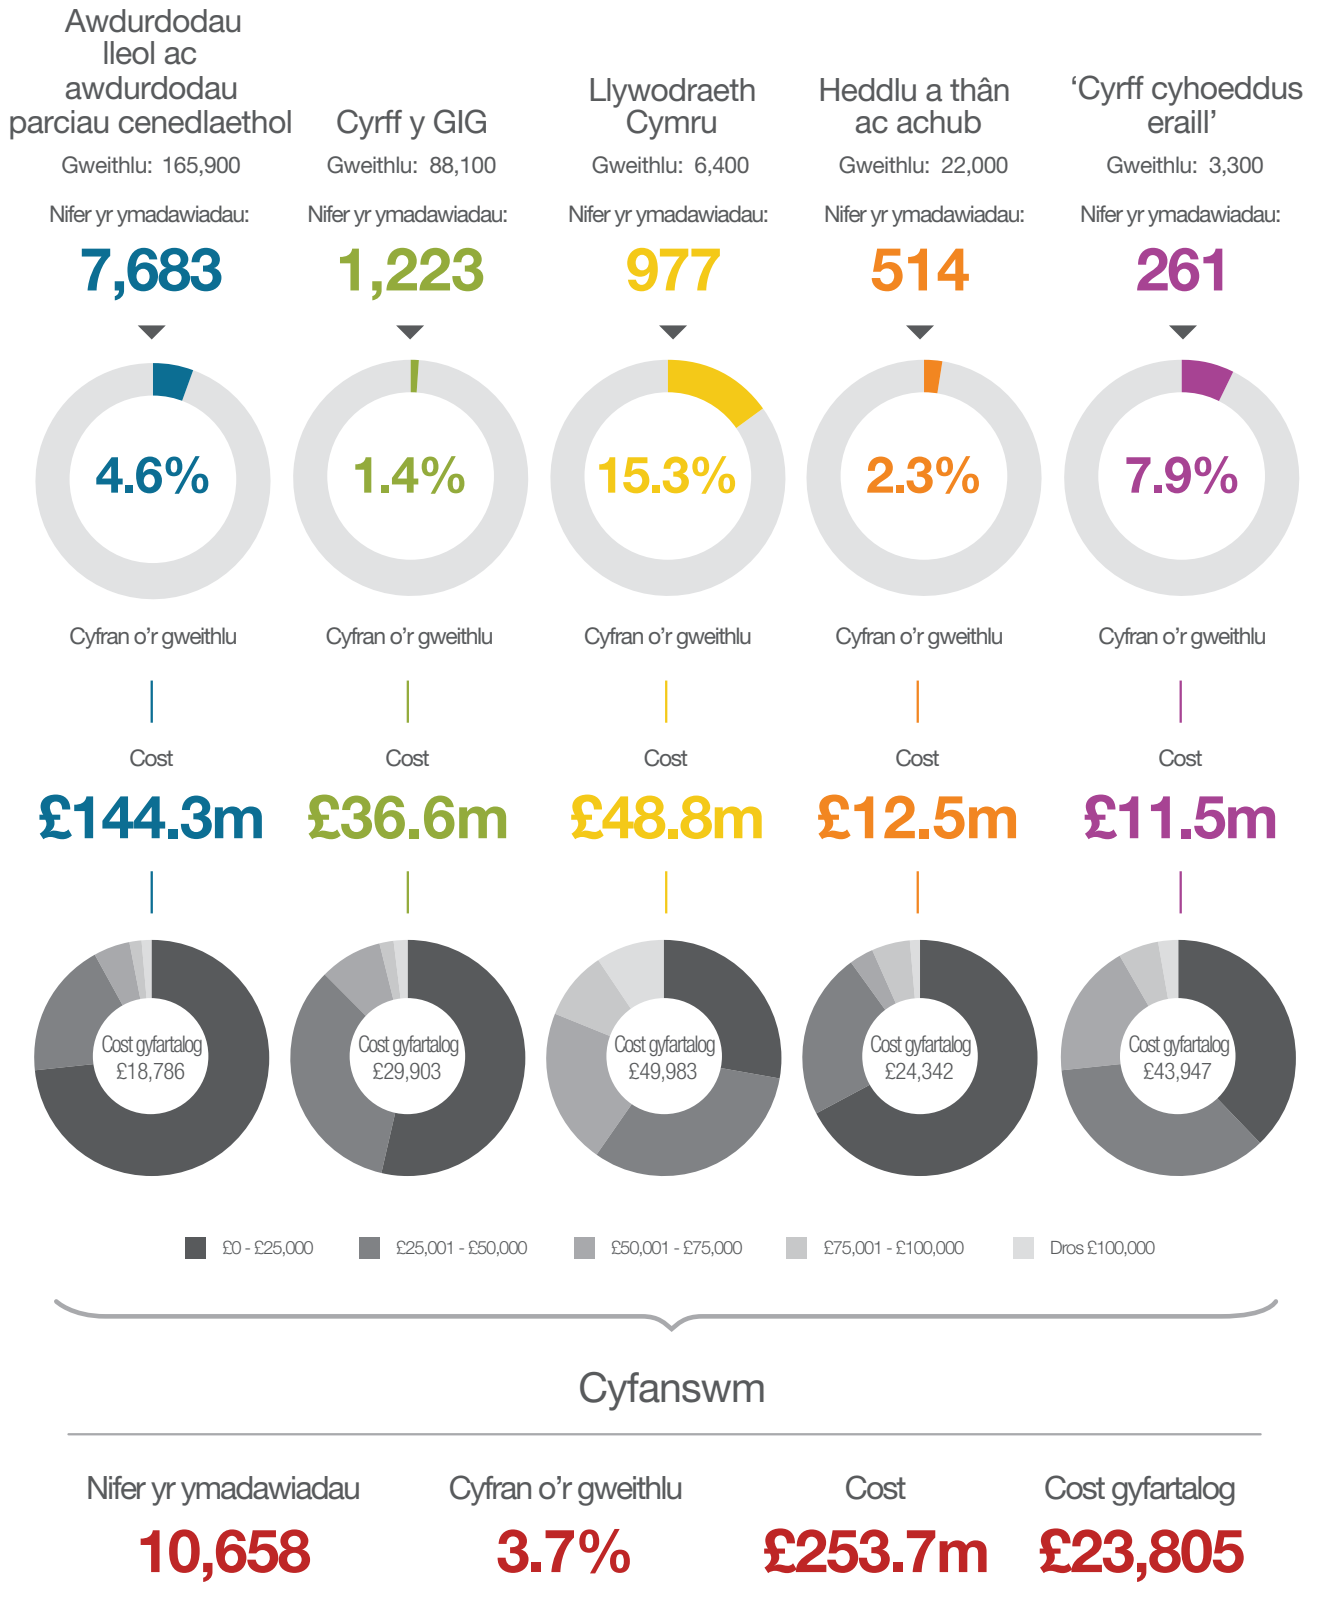 Awdurdodau
lleol ac
awdurdodau
parciau cenedlaethol
Gweithlu: 165,900
Nifer yr ymadawiadau:
7,683
4.6%
Cyfran o’r gweithlu
Cost
£144.3m
Cost gyfartalog
£18,786
Cyrff y GIG
Gweithlu: 88,100
Nifer yr ymadawiadau:
1,223
1.4%
Cyfran o’r gweithlu
Cost
£36.6m
Cost gyfartalog
£29,903
Llywodraeth
Cymru
Gweithlu: 6,400
Nifer yr ymadawiadau:
977
15.3%
Cyfran o’r gweithlu
Cost
£48.8m
Cost gyfartalog
£49,983
Heddlu a thân
ac achub
Gweithlu: 22,000
Nifer yr ymadawiadau:
514
2.3%
Cyfran o’r gweithlu
Cost
£12.5m
Cost gyfartalog
£24,342
‘Cyrff cyhoeddus
eraill’
Gweithlu: 3,300
Nifer yr ymadawiadau:
261
7.9%
Cyfran o’r gweithlu
Cost
£11.5m
Cost gyfartalog
£43,947
£0 - £25,000
£25,001 - £50,000
£50,001 - £75,000
£75,001 - £100,000
Dros £100,000
Cyfanswm
Nifer yr ymadawiadau
10,658
Cyfran o’r gweithlu
3.7%
Cost
£253.7m
Cost gyfartalog
£23,805